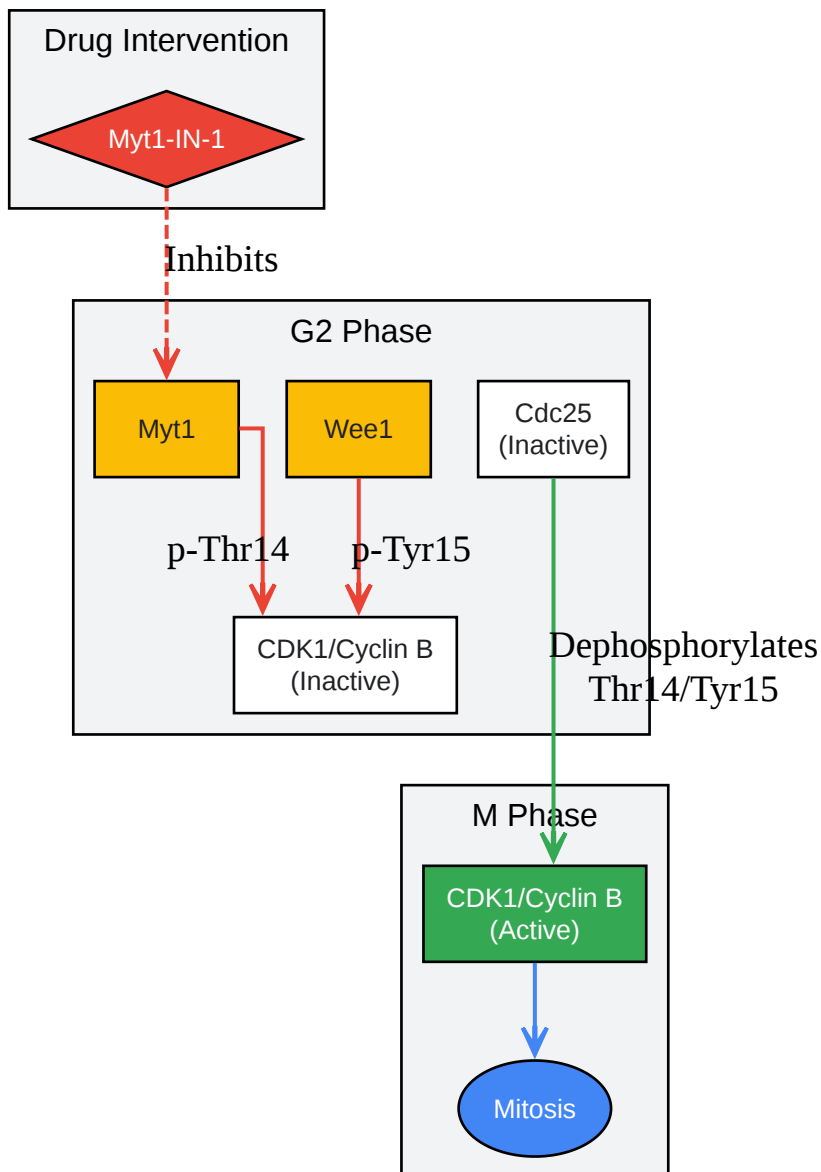 Drug Intervention
Myt1-IN-1
Inhibits
G2 Phase
Myt1
Wee1
Cdc25
(Inactive)
p-Thr14
p-Tyr15
CDK1/Cyclin B
(Inactive)
Dephosphorylates
Thr14/Tyr15
M Phase
CDK1/Cyclin B
(Active)
Mitosis